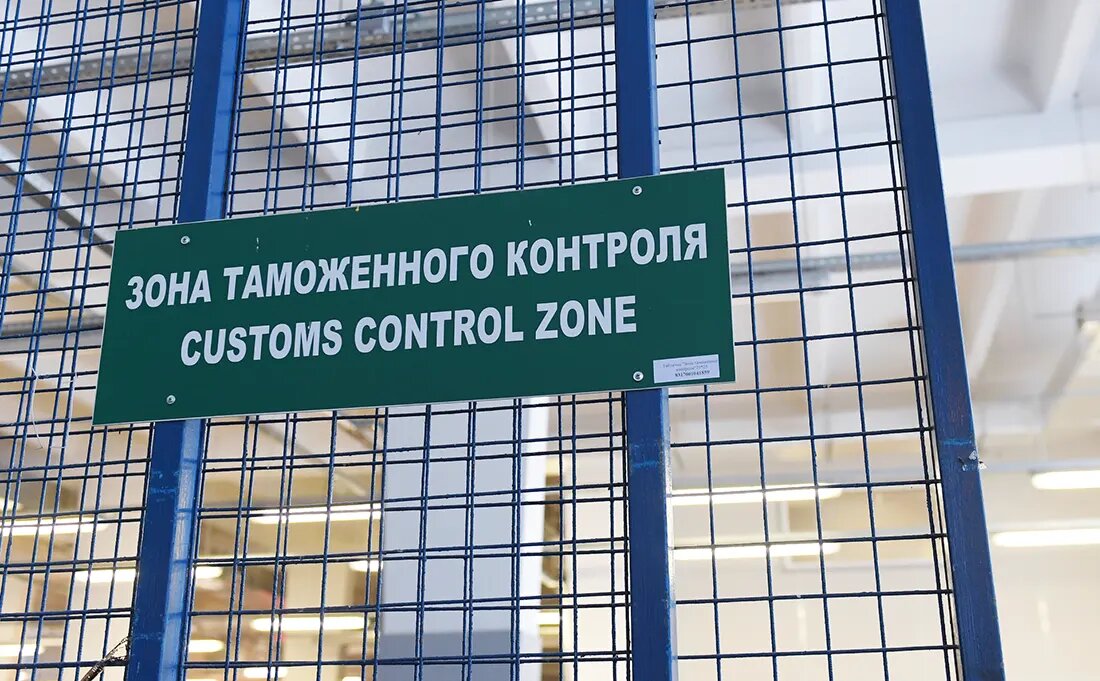 ЗОНА ТАМОЖЕННОГО КОНТРОЛЯ
CUSTOMS CONTROL ZONE